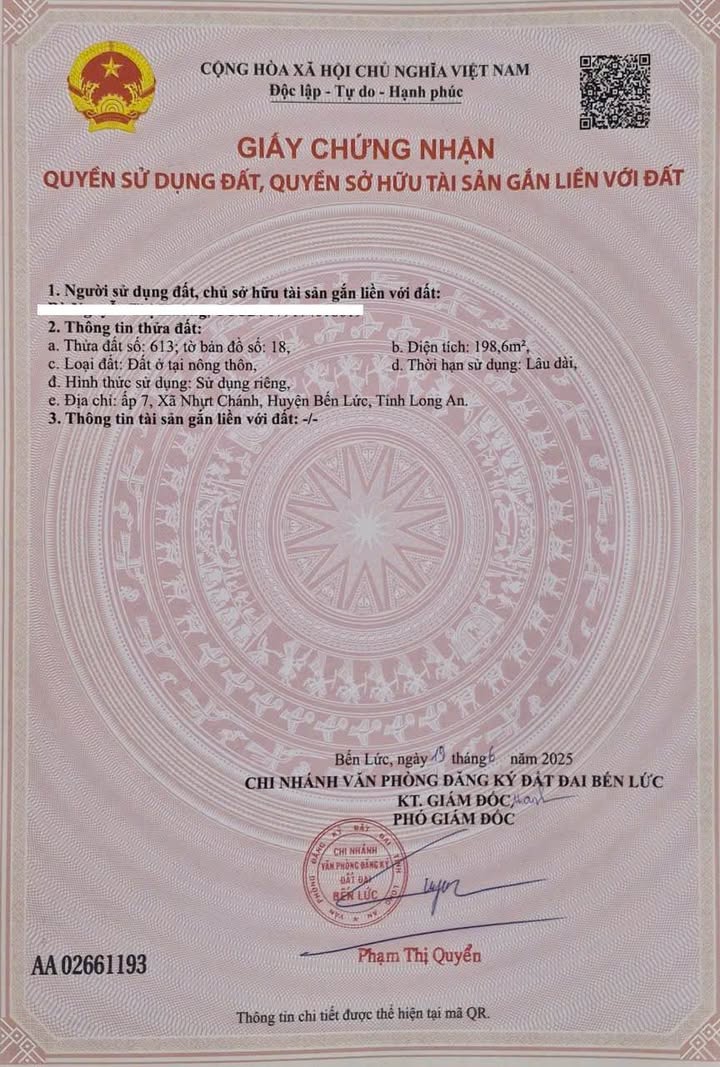 CỘNG HÒA XÃ HỘI CHỦ NGHĨA VIỆT NAM
Độc lập - Tự do - Hạnh phúc
GIẤY CHỨNG NHẬN
QUYỀN SỬ DỤNG ĐẤT, QUYỀN SỞ HỮU TÀI SẢN GẮN LIỀN VỚI ĐẤT
1. Người sử dụng đất, chủ sở hữu tài sản gắn liền với đất:
2. Thông tin thửa đất:
a. Thửa đất số: 613; tờ bản đồ số: 18, b. Diện tích: 198,6m²,
c. Loại đất: Đất ở tại nông thôn, d. Thời hạn sử dụng: Lâu dài,
đ. Hình thức sử dụng: Sử dụng riêng,
e. Địa chỉ: ấp 7, Xã Nhựt Chánh, Huyện Bến Lức, Tỉnh Long An.
3. Thông tin tài sản gắn liền với đất: -/-
Bến Lức, ngày 19 tháng 6 năm 2025
CHI NHÁNH VĂN PHÒNG ĐĂNG KÝ ĐẤT ĐAI BẾN LỨC
KT. GIÁM ĐỐC
PHÓ GIÁM ĐỐC
CHI NHÁNH
VĂN PHÒNG ĐĂNG KÝ
ĐẤT ĐAI
BẾN LỨC
Phạm Thị Quyển
AA 02661193
Thông tin chi tiết được thể hiện tại mã QR.